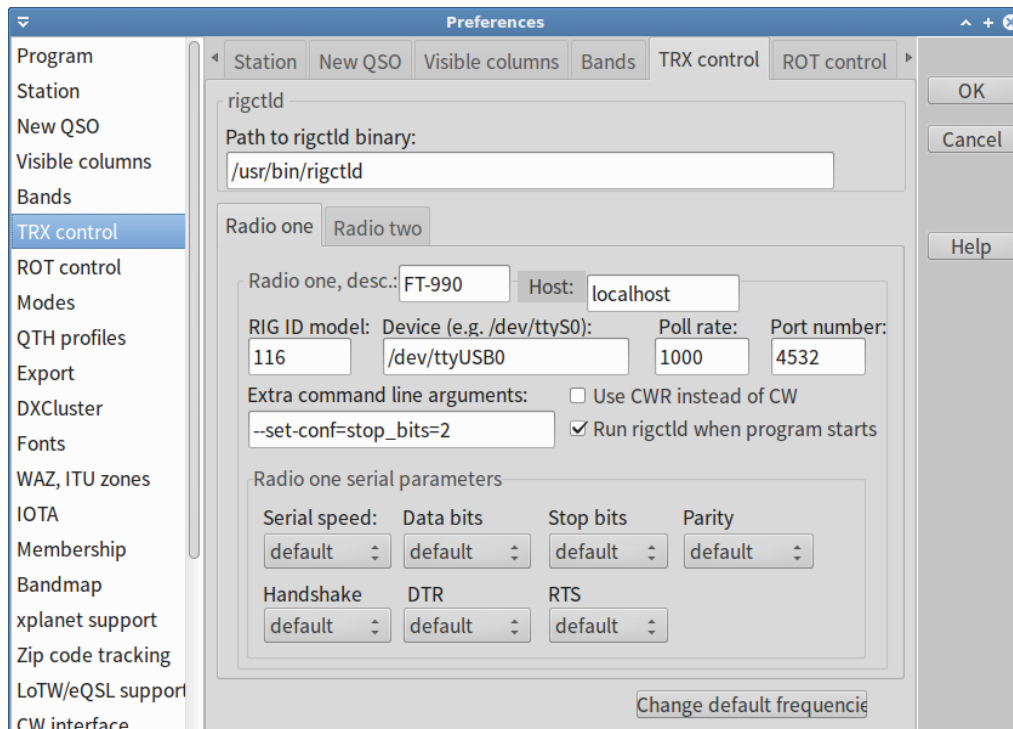 Preferences
Program
Station
New QSO
Visible columns
Bands
TRX control
ROT control
Modes
QTH profiles
Export
DXCluster
Fonts
WAZ, ITU zones
IOTA
Membership
Bandmap
xplanet support
Zip code tracking
LoTW/eQSL support
CW interface
Station New QSO Visible columns Bands TRX control ROT control
rigctld
Path to rigctld binary:
/usr/bin/rigctld
Radio one Radio two
Radio one, desc.: FT-990 Host: localhost
RIG ID model: Device (e.g. /dev/ttyS0): Poll rate: Port number:
116 /dev/ttyUSB0 1000 4532
Extra command line arguments: Use CWR instead of CW
--set-conf=stop_bits=2 Run rigctld when program starts
Radio one serial parameters
Serial speed: Data bits Stop bits Parity
default default default default
Handshake DTR RTS
default default default
Change default frequencie
OK
Cancel
Help